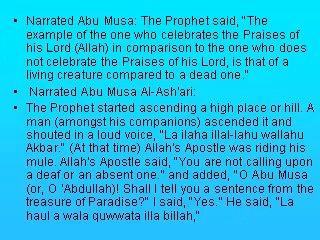 • Narrated Abu Musa: The Prophet said, "The
example of the one who celebrates the Praises of
his Lord (Allah) in comparison to the one who does
not celebrate the Praises of his Lord, is that of a
living creature compared to a dead one."
• Narrated Abu Musa Al-Ash'ari:
• The Prophet started ascending a high place or hill. A
man (amongst his companions) ascended it and
shouted in a loud voice, "La ilaha illal-lahu wallahu
Akbar." (At that time) Allah's Apostle was riding his
mule. Allah's Apostle said, "You are not calling upon
a deaf or an absent one." and added, "O Abu Musa
(or, O 'Abdullah)! Shall I tell you a sentence from the
treasure of Paradise?" I said, "Yes." He said, "La
haul a wala quwwata illa billah,"